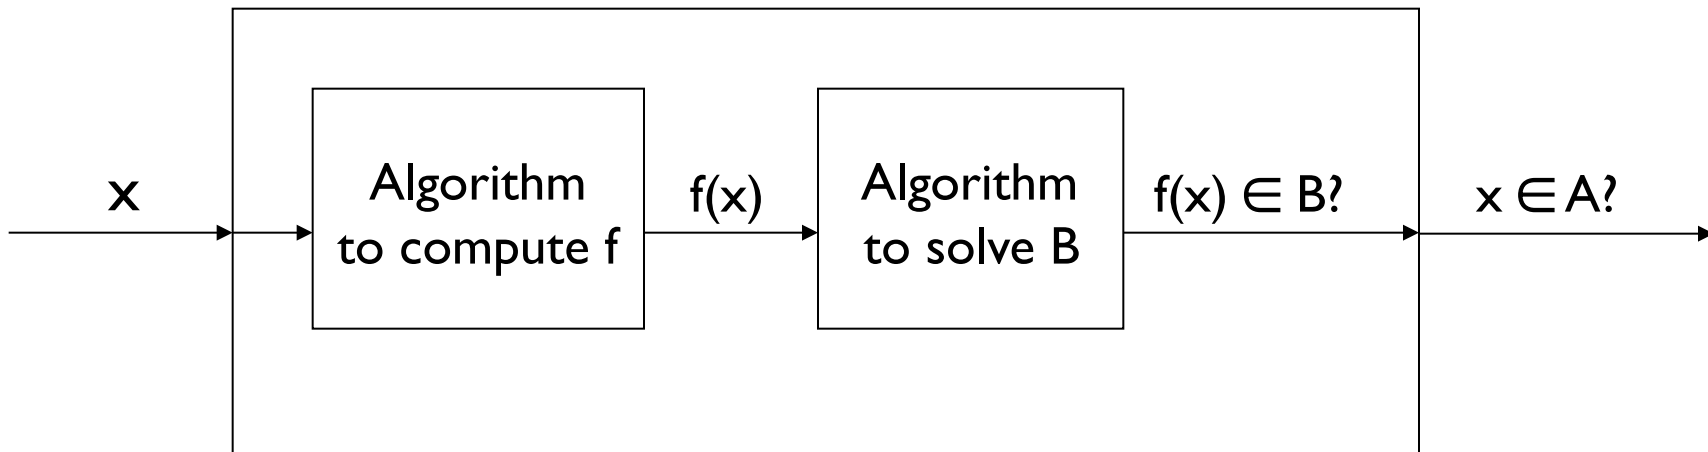 x
Algorithm
to compute f
f(x)
Algorithm
to solve B
f(x) ∈ B?
x ∈ A?